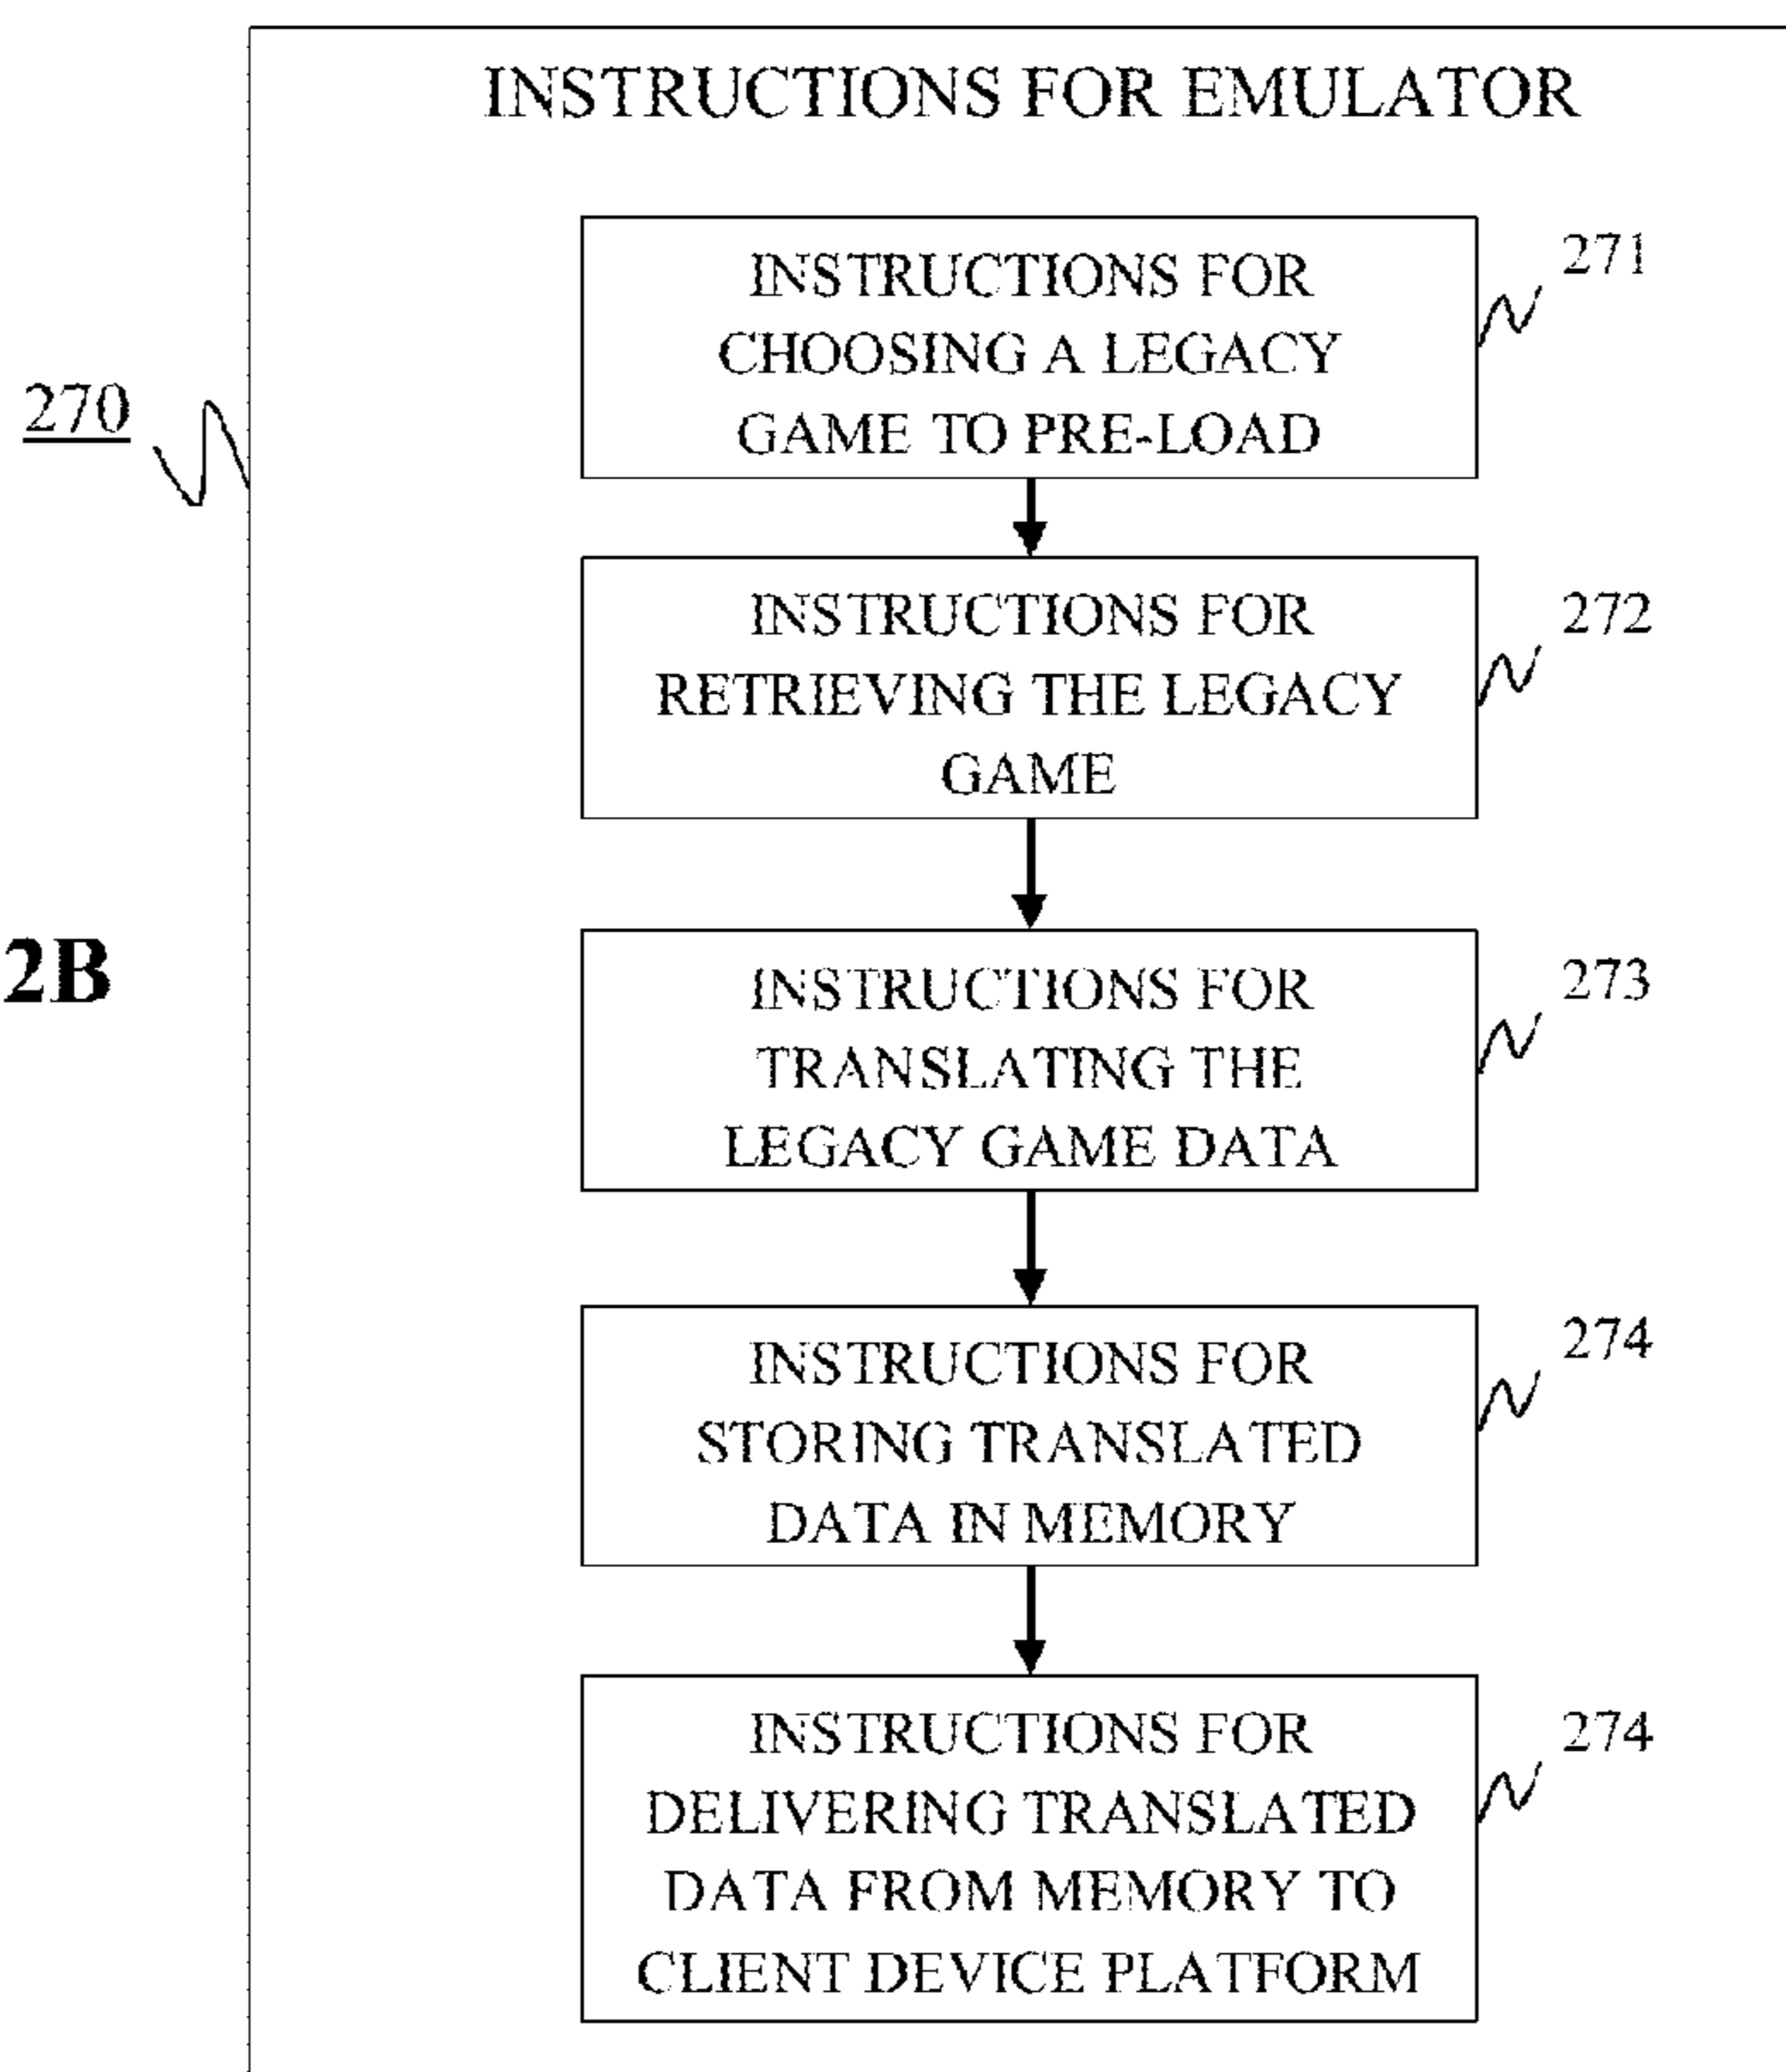 INSTRUCTIONS FOR EMULATOR
INSTRUCTIONS FOR
CHOOSING A LEGACY
GAME TO PRE-LOAD
271
270
INSTRUCTIONS FOR
RETRIEVING THE LEGACY
GAME
272
2B
INSTRUCTIONS FOR
TRANSLATING THE
LEGACY GAME DATA
273
INSTRUCTIONS FOR
STORING TRANSLATED
DATA IN MEMORY
274
INSTRUCTIONS FOR
DELIVERING TRANSLATED
DATA FROM MEMORY TO
CLIENT DEVICE PLATFORM
274